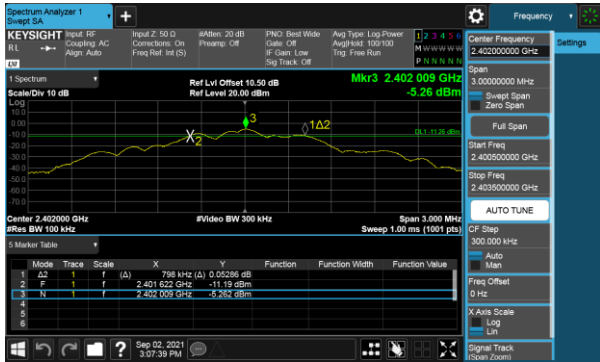 Spectrum Analyzer 1
Swept SA
Frequency
KEYSIGHT
RL
Input: RF
Coupling: AC
Align: Auto
Input Z: 50 Ω
Corrections: On
Freq Ref: Int (S)
#Atten: 20 dB
Preamp: Off
PNO: Best Wide
Gate: Off
IF Gain: Low
Sig Track: Off
Avg Type: Log-Power
Avg|Hold: 100/100
Trig: Free Run
1 2 3 4 5 6
M W W W W W
P N N N N N
1 Spectrum
Scale/Div 10 dB
Log
Ref Lvl Offset 10.50 dB
Ref Level 20.00 dBm
Mkr3 2.402 009 GHz
-5.26 dBm
10.0
0.00
-10.0
-20.0
-30.0
-40.0
-50.0
-60.0
-70.0
2
3
1Δ2
DL1 -11.26 dBm
Center 2.402000 GHz
#Res BW 100 kHz
#Video BW 300 kHz
Span 3.000 MHz
Sweep 1.00 ms (1001 pts)
5 Marker Table
Mode Trace Scale X Y Function Function Width Function Value
1 Δ2 1 f (Δ) 798 kHz (Δ) 0.05286 dB
2 F 1 f 2.401 622 GHz -11.19 dBm
3 N 1 f 2.402 009 GHz -5.262 dBm
4
5
6
Sep 02, 2021
3:07:39 PM
Center Frequency
2.402000000 GHz
Settings
Span
3.00000000 MHz
Swept Span
Zero Span
Full Span
Start Freq
2.400500000 GHz
Stop Freq
2.403500000 GHz
AUTO TUNE
CF Step
300.000 kHz
Auto
Man
Freq Offset
0 Hz
X Axis Scale
Log
Lin
Signal Track
(Span Zoom)